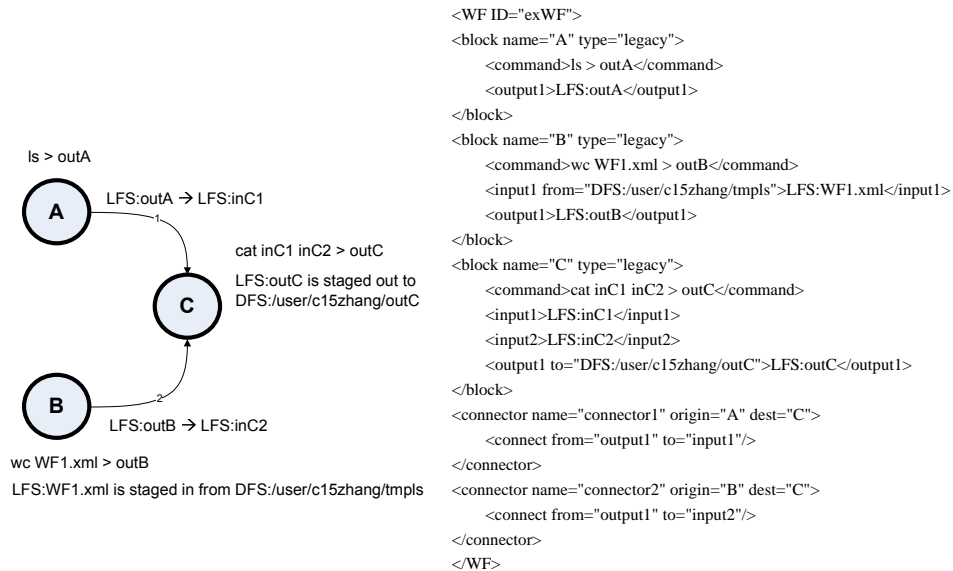 ls > outA
A
LFS:outA → LFS:inC1
1
cat inC1 inC2 > outC
LFS:outC is staged out to
DFS:/user/c15zhang/outC
C
B
2
LFS:outB → LFS:inC2
wc WF1.xml > outB
LFS:WF1.xml is staged in from DFS:/user/c15zhang/tmpls
<WF ID="exWF">
<block name="A" type="legacy">
<command>ls > outA</command>
<output1>LFS:outA</output1>
</block>
<block name="B" type="legacy">
<command>wc WF1.xml > outB</command>
<input1 from="DFS:/user/c15zhang/tmpls">LFS:WF1.xml</input1>
<output1>LFS:outB</output1>
</block>
<block name="C" type="legacy">
<command>cat inC1 inC2 > outC</command>
<input1>LFS:inC1</input1>
<input2>LFS:inC2</input2>
<output1 to="DFS:/user/c15zhang/outC">LFS:outC</output1>
</block>
<connector name="connector1" origin="A" dest="C">
<connect from="output1" to="input1"/>
</connector>
<connector name="connector2" origin="B" dest="C">
<connect from="output1" to="input2"/>
</connector>
</WF>